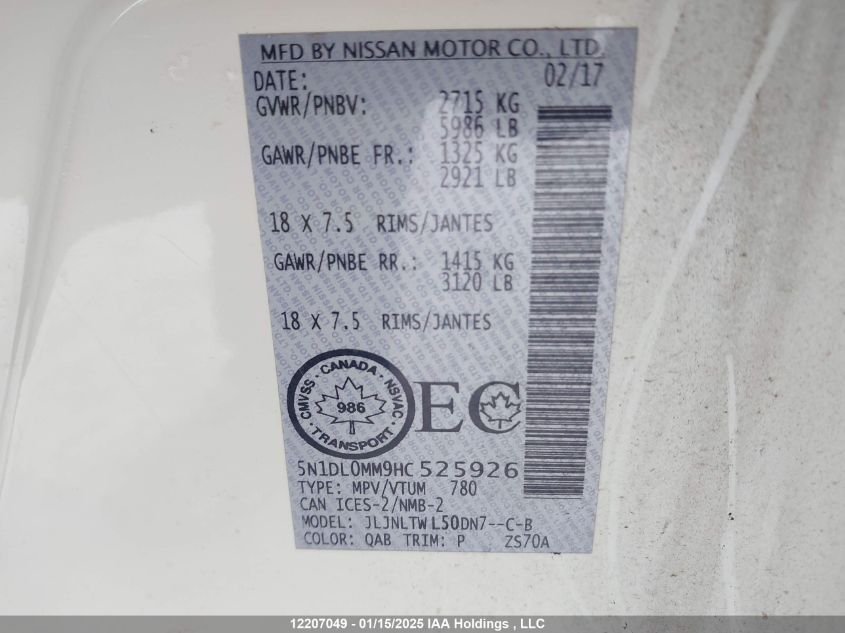 MFD BY NISSAN MOTOR CO., LTD.
DATE: 02/17
GVWR/PNBV: 2715 KG
5986 LB
GAWR/PNBE FR.: 1325 KG
2921 LB
18 X 7.5 RIMS/JANTES
GAWR/PNBE RR.: 1415 KG
3120 LB
18 X 7.5 RIMS/JANTES
CMVSS · CANADA · NSVAC
986
TRANSPORT
EC
5N1DL0MM9HC525926
TYPE: MPV/VTUM 780
CAN ICES-2/NMB-2
MODEL: JLJNLTWL50DN7--C-B
COLOR: QAB TRIM: P ZS70A
12207049 - 01/15/2025 IAA Holdings , LLC